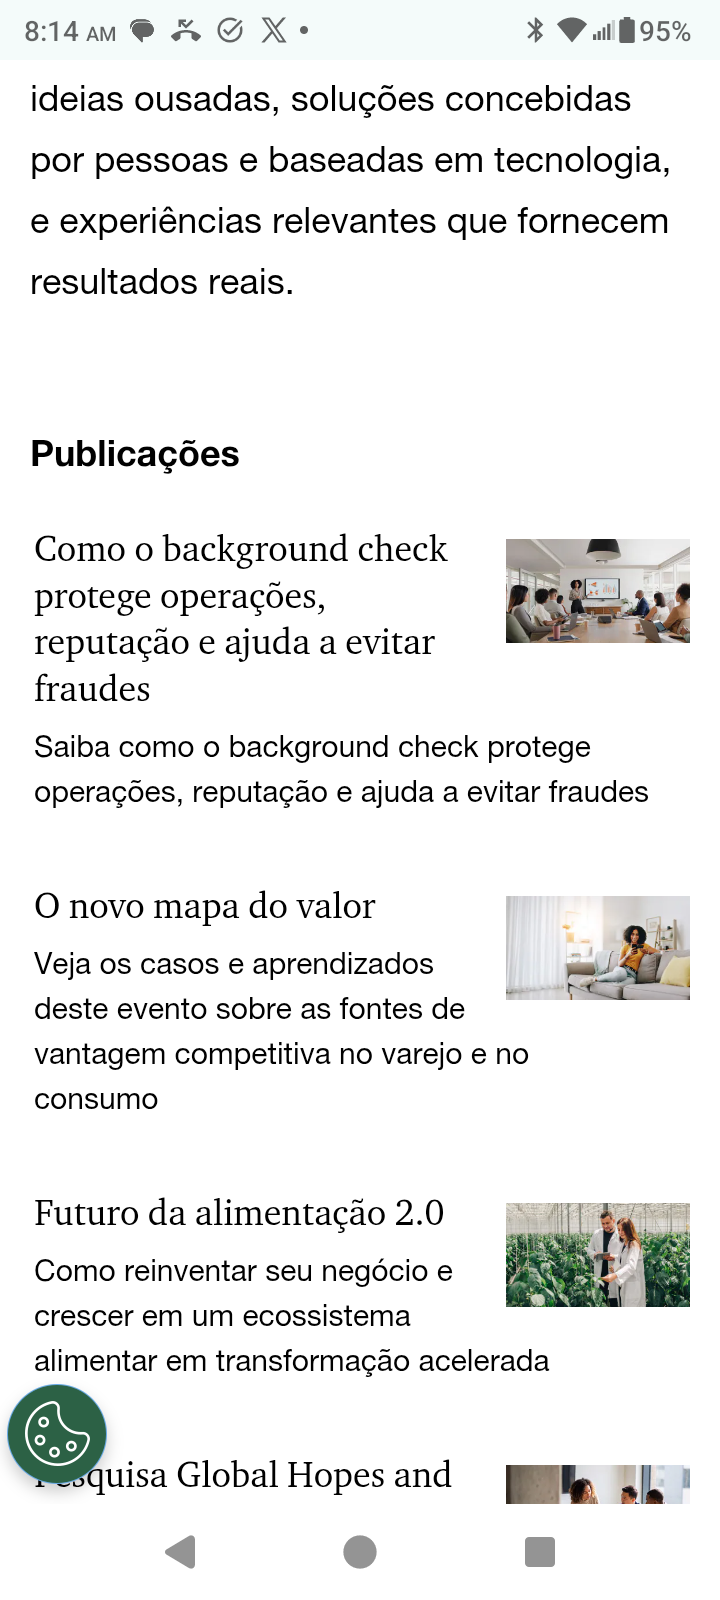 8:14 AM
95%
ideias ousadas, soluções concebidas
por pessoas e baseadas em tecnologia,
e experiências relevantes que fornecem
resultados reais.
Publicações
Como o background check
protege operações,
reputação e ajuda a evitar
fraudes
Saiba como o background check protege
operações, reputação e ajuda a evitar fraudes
O novo mapa do valor
Veja os casos e aprendizados
deste evento sobre as fontes de
vantagem competitiva no varejo e no
consumo
Futuro da alimentação 2.0
Como reinventar seu negócio e
crescer em um ecossistema
alimentar em transformação acelerada
Pesquisa Global Hopes and